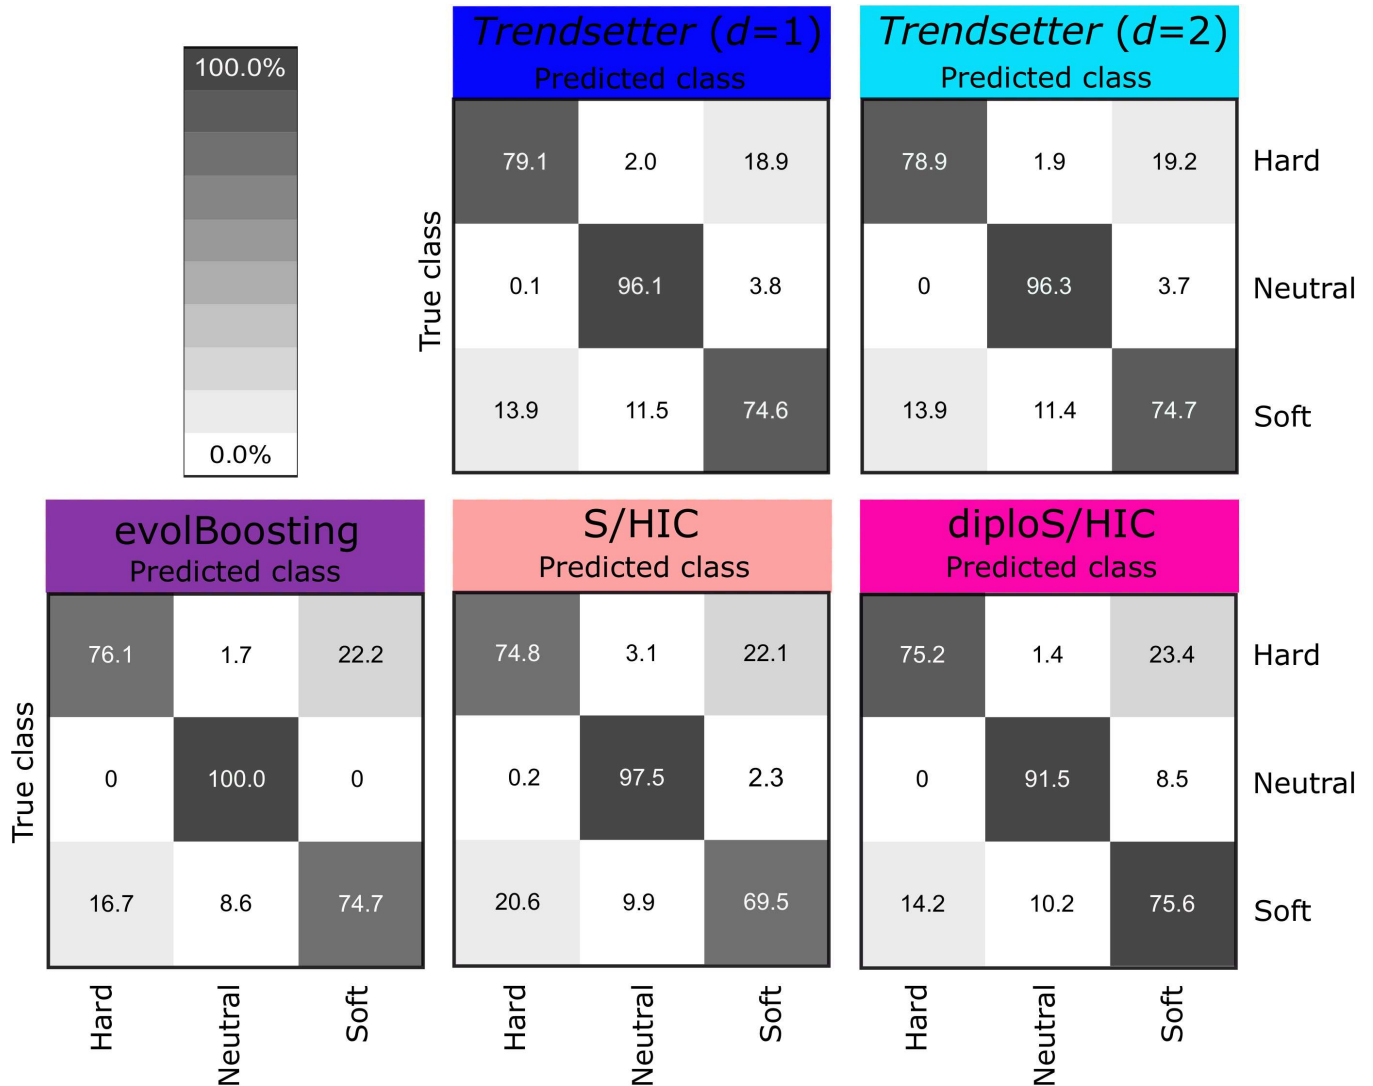 100.0%
0.0%
Trendsetter (d=1)
Predicted class
Trendsetter (d=2)
Predicted class
True class
79.1 2.0 18.9
0.1 96.1 3.8
13.9 11.5 74.6
78.9 1.9 19.2 Hard
0 96.3 3.7 Neutral
13.9 11.4 74.7 Soft
evolBoosting
Predicted class
S/HIC
Predicted class
diploS/HIC
Predicted class
True class
76.1 1.7 22.2
0 100.0 0
16.7 8.6 74.7
74.8 3.1 22.1
0.2 97.5 2.3
20.6 9.9 69.5
75.2 1.4 23.4 Hard
0 91.5 8.5 Neutral
14.2 10.2 75.6 Soft
Hard Neutral Soft
Hard Neutral Soft
Hard Neutral Soft